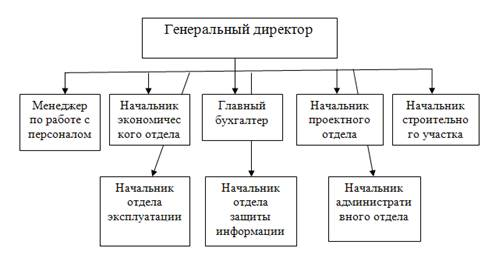 Генеральный директор
Менеджер
по работе с
персоналом
Начальник
экономичес
кого отдела
Главный
бухгалтер
Начальник
проектного
отдела
Начальник
строительно
го участка
Начальник
отдела
эксплуатации
Начальник
отдела
защиты
информации
Начальник
администрати
вного отдела